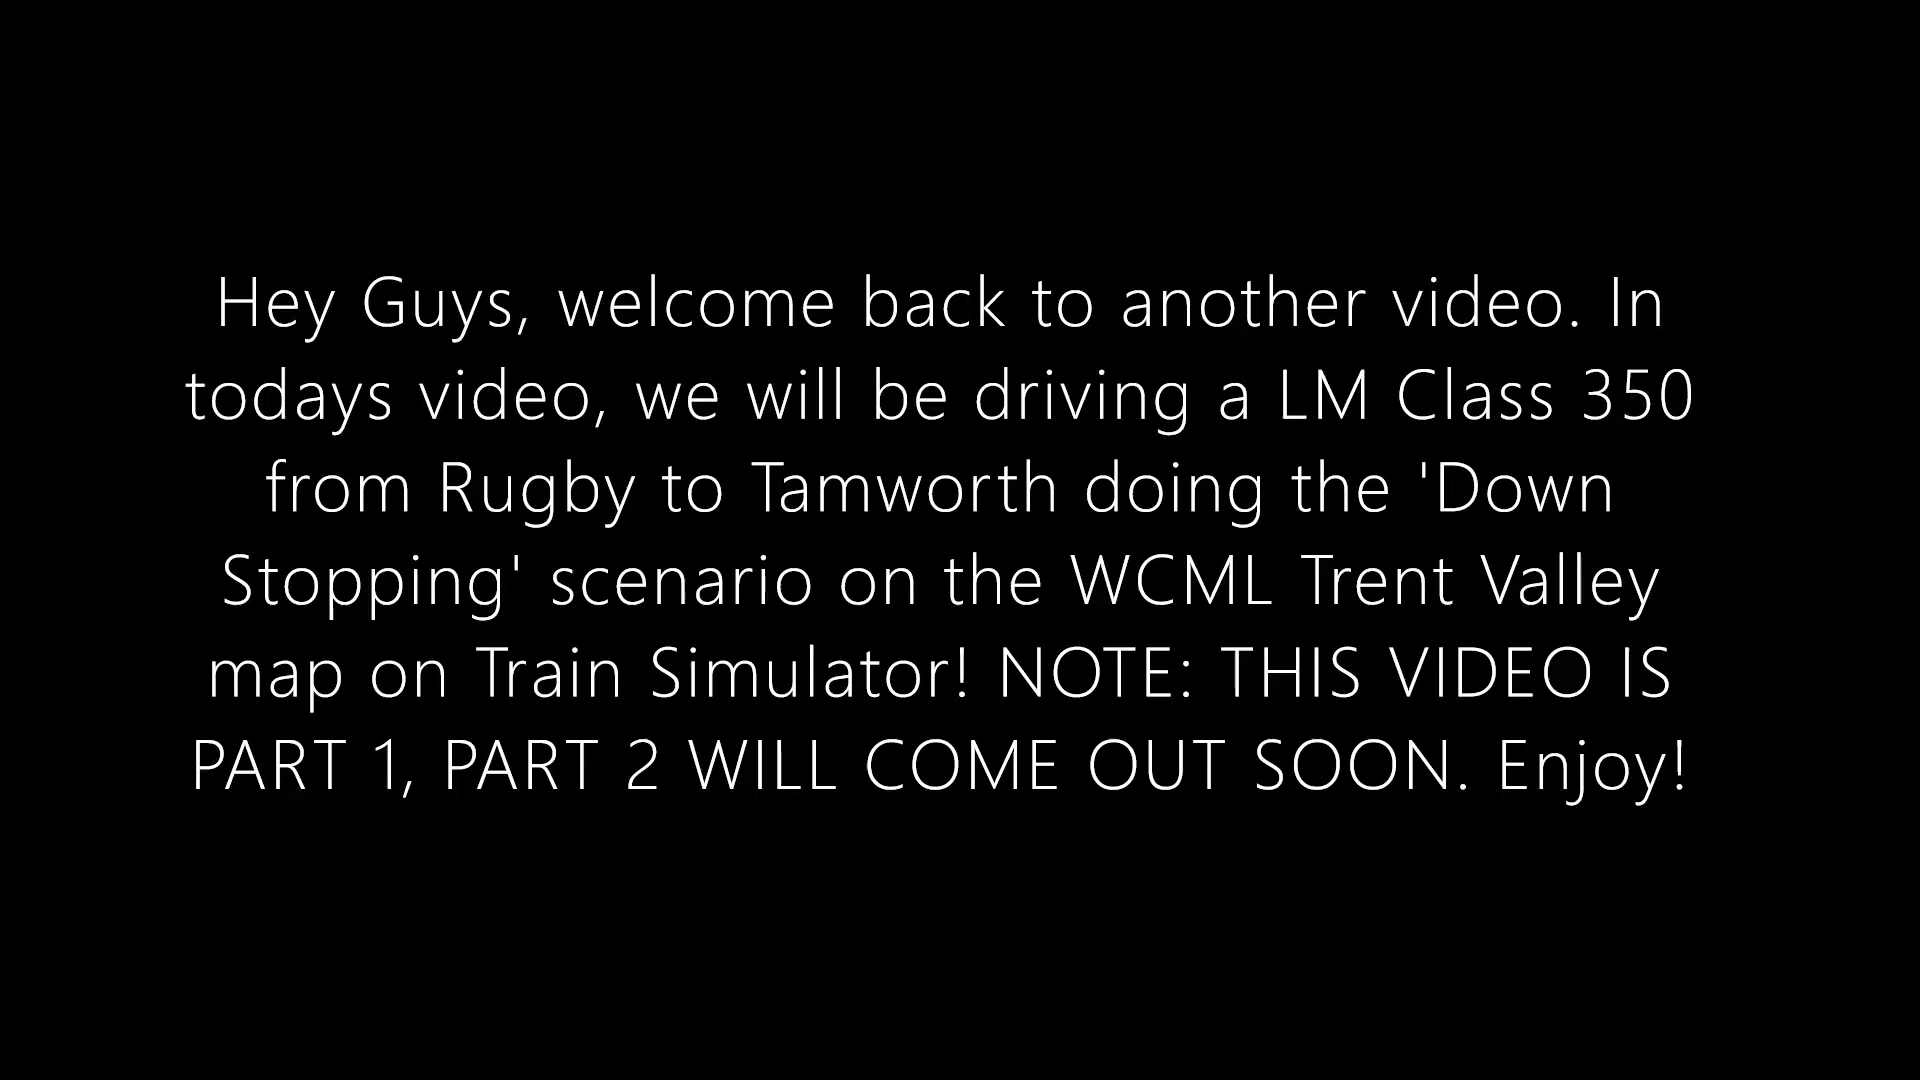 Hey Guys, welcome back to another video. In
todays video, we will be driving a LM Class 350
from Rugby to Tamworth doing the 'Down
Stopping' scenario on the WCML Trent Valley
map on Train Simulator! NOTE: THIS VIDEO IS
PART 1, PART 2 WILL COME OUT SOON. Enjoy!